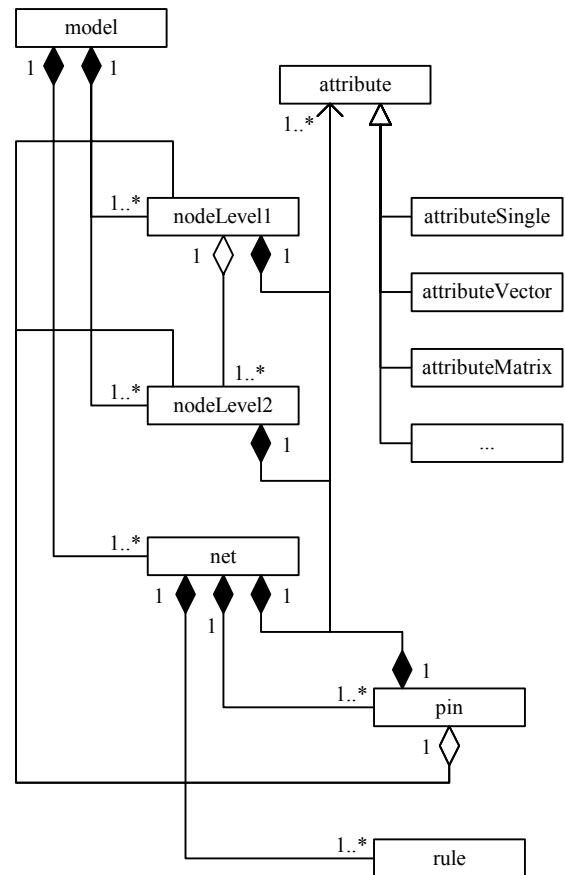 model
1
1
attribute
1..*
1..*
nodeLevel1
attributeSingle
1
1
attributeVector
1..*
attributeMatrix
1..*
nodeLevel2
1
...
1..*
net
1
1
1
1
1..*
pin
1
1..*
rule